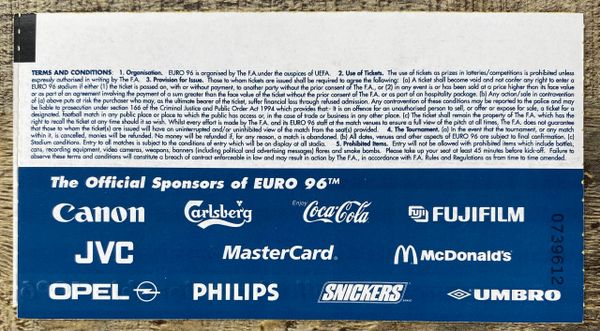 TERMS AND CONDITIONS: 1. Organisation. EURO 96 is organised by The F.A. under the auspices of UEFA. 2. Use of Tickets. The use of tickets as prizes in lotteries/competitions is prohibited unless
expressly authorised in writing by The F.A. 3. Provision for Issue. Those to whom tickets are issued shall be required to agree the following. (a) A ticket shall become void and not confer any right to enter a
EURO 96 stadium if either (1) the ticket is passed on, with or without payment, to another party without the prior consent of The F.A., or (2) in any event is or has been sold at a price higher than its face value
or as part of an agreement involving the payment of a sum greater than the face value of the ticket without the prior consent of The F.A. or as part of an hospitality package. (b) Any action/sale in contravention
of (a) above puts at risk the purchaser who may, as the ultimate bearer of the ticket, suffer financial loss through refused admission. Any contravention of these conditions may be reported to the police and may
be liable to prosecution under section 166 of the Criminal Justice and Public Order Act 1994 which provides that:- it is an offence for an unauthorised person to sell, or offer or expose for sale, a ticket for a
designated football match in any public place or place to which the public has access or, in the case of trade or business in any other place. (c) The ticket shall remain the property of The F.A. which has the
right to recall the ticket at any time should it so wish. Whilst every effort is made by The F.A. and its EURO 96 staff at the match venues to ensure a full view of the pitch at all times, The F.A. does not guarantee
that those to whom the ticket(s) are issued will have an uninterrupted and/or uninhibited view of the match from the seat(s) provided. 4. The Tournament. (a) In the event that the tournament, or any match
within it, is cancelled, monies will be refunded. No money will be refunded if, for any reason, a match is abandoned. (b) All dates, venues and other aspects of EURO 96 are subject to final confirmation. (c)
Stadium conditions. Entry to all matches is subject to the conditions of entry which will be on display at all stadia. 5. Prohibited Items. Entry will not be allowed with prohibited items which include bottles,
cans, recording equipment, video cameras, weapons, banners (including political and advertising messages) flares and smoke bombs. Please take up your seat at least 45 minutes before kick-off. Failure to
observe these terms and conditions will constitute a breach of contract enforceable in law and may result in action by The F.A., in accordance with F.A. Rules and Regulations as from time to time amended.
The Official Sponsors of EURO 96™
Canon Carlsberg Enjoy Coca-Cola FUJIFILM
JVC MasterCard McDonald's
OPEL PHILIPS SNICKERS UMBRO
0739612